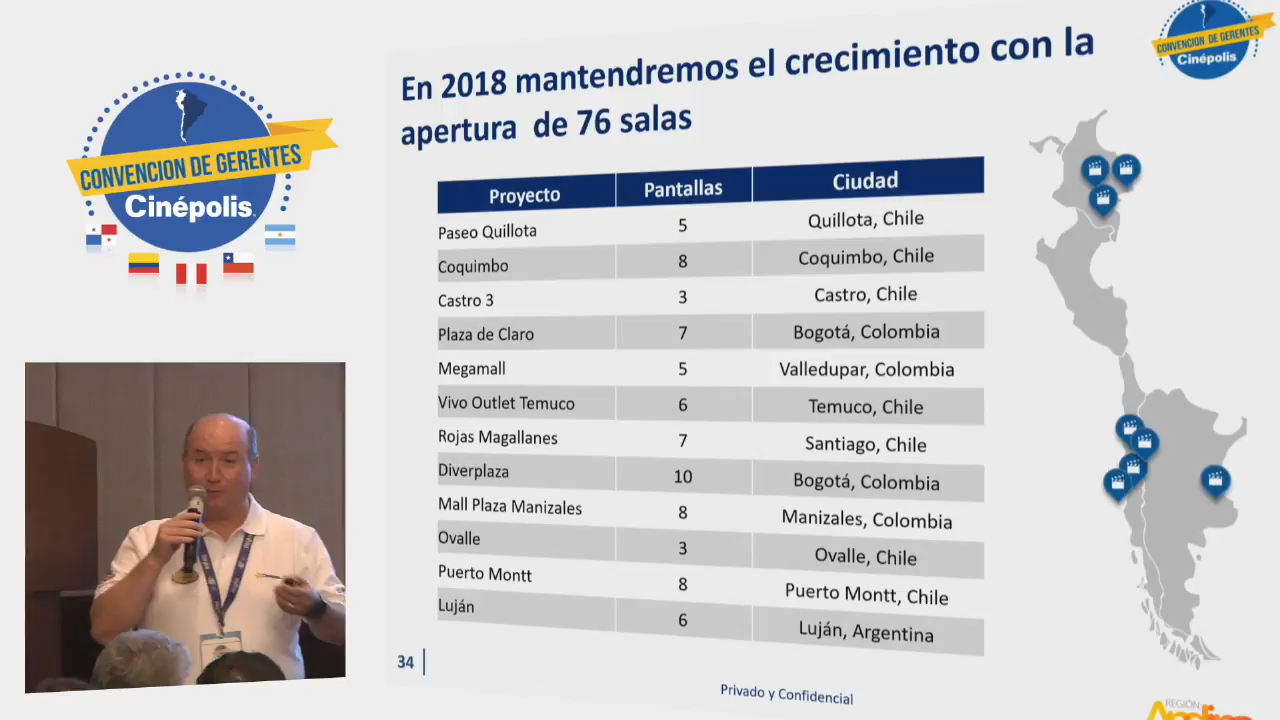 CONVENCION DE GERENTES
Cinépolis
En 2018 mantendremos el crecimiento con la
apertura de 76 salas
CONVENCION DE GERENTES
Cinépolis
Proyecto Pantallas Ciudad
Paseo Quillota 5 Quillota, Chile
Coquimbo 8 Coquimbo, Chile
Castro 3 3 Castro, Chile
Plaza de Claro 7 Bogotá, Colombia
Megamall 5 Valledupar, Colombia
Vivo Outlet Temuco 6 Temuco, Chile
Rojas Magallanes 7 Santiago, Chile
Diverplaza 10 Bogotá, Colombia
Mall Plaza Manizales 8 Manizales, Colombia
Ovalle 3 Ovalle, Chile
Puerto Montt 8 Puerto Montt, Chile
Luján 6 Luján, Argentina
34
Privado y Confidencial
REGIÓN